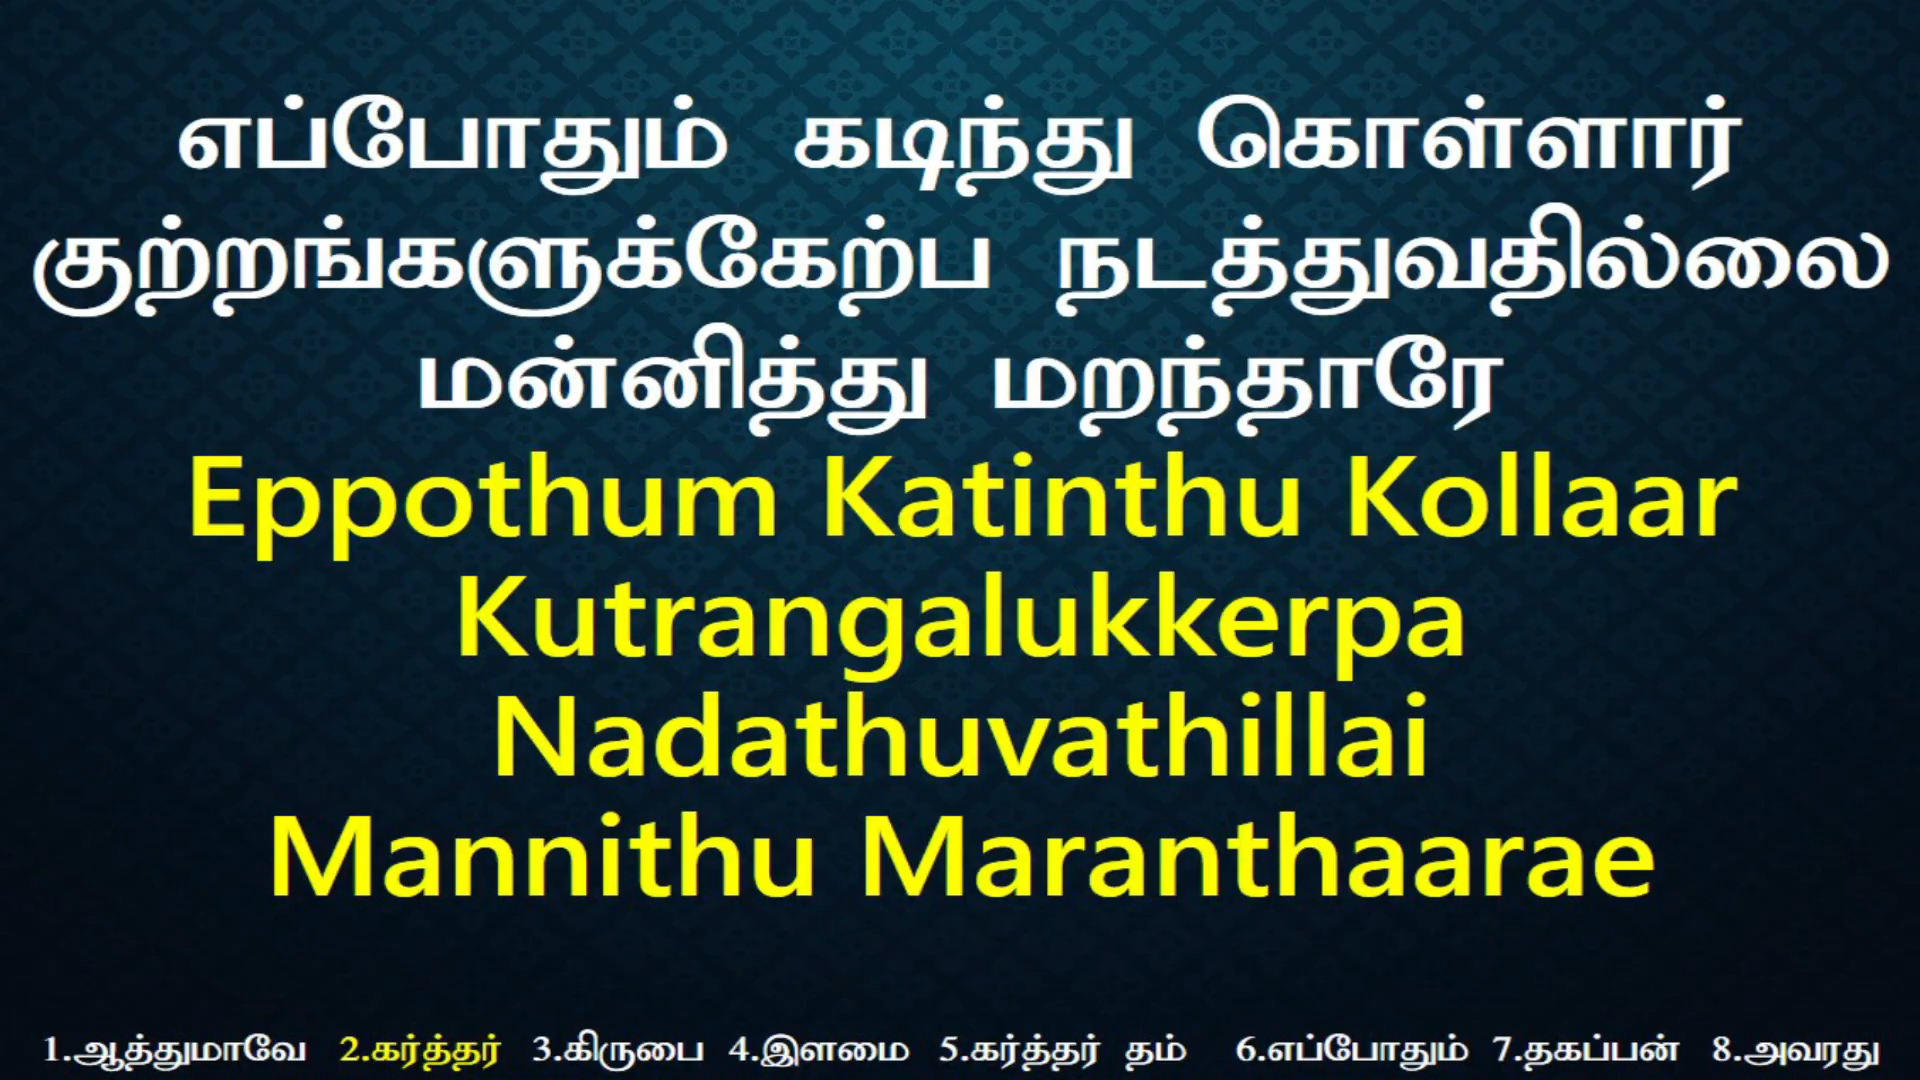 எப்போதும் கடிந்து கொள்ளார்
குற்றங்களுக்கேற்ப நடத்துவதில்லை
மன்னித்து மறந்தாரே
Eppothum Katinthu Kollaar
Kutrangalukkerpa
Nadathuvathillai
Mannithu Maranthaarae
1.ஆத்துமாவே 2.கர்த்தர் 3.கிருபை 4.இளமை 5.கர்த்தர் தம் 6.எப்போதும் 7.தகப்பன் 8.அவரது